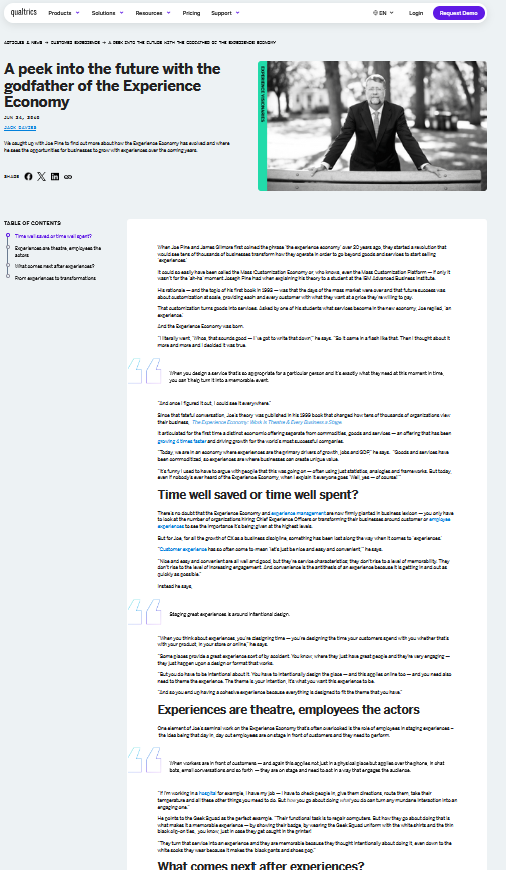 qualtrics
Products
Solutions
Resources
Pricing
Support
EN
Login
Request Demo
ARTICLES & NEWS → CUSTOMER EXPERIENCE → A PEEK INTO THE FUTURE WITH THE GODFATHER OF THE EXPERIENCE ECONOMY
A peek into the future with the
godfather of the Experience
Economy
JACK DAVIES
We caught up with Joe Pine to find out more about how the Experience Economy has evolved and where
he sees the opportunities for businesses to grow with experiences over the coming years.
SHARE
TABLE OF CONTENTS
Time well saved or time well spent?
Experiences are theatre, employees the
actors
What comes next after experiences?
From experiences to transformations
When Joe Pine and James Gilmore first coined the phrase 'the experience economy' over 20 years ago, they started a revolution that
would see tens of thousands of businesses transform how they operate in order to go beyond goods and services to start selling
'experiences'.
It could so easily have been called the Mass (Customization Economy or, who knows, even the Mass Customization Platform — if only it
wasn't for the 'ah-ha' moment Joseph Pine had when explaining his theory to a student at the IBM Advanced Business Institute.
His rationale — and the topic of his first book in 1993 — was that the days of the mass market were over and that future success was
about customization at scale, providing each and every customer with what they want at a price they're willing to pay.
That customization turns goods into services. Asked by one of his students what services become in the new economy, Joe replied, 'an
experience.'
And the Experience Economy was born.
"I literally went, 'Whoa, that sounds good — I've got to write that down'," he says. "So it came in a flash like that. Then I thought about it
more and more and I decided it was true.
When you design a service that's so appropriate for a particular person and it's exactly what they need at this moment in time,
you can't help turn it into a memorable event.
"And once I figured it out, I could see it everywhere."
Since that fateful conversation, Joe's theory was published in his 1999 book that changed how tens of thousands of organizations view
their business, The Experience Economy: Work Is Theatre & Every Business a Stage.
It articulated for the first time a distinct economic offering separate from commodities, goods and services — an offering that has been
growing 4 times faster and driving growth for the world's most successful companies.
"Today, we are in an economy where experiences are the primary drivers of growth, jobs and GDP," he says. "Goods and services have
been commoditized, so experiences are where businesses can create unique value.
"It's funny I used to have to argue with people that this was going on — often using just statistics, analogies and frameworks. But today,
even if nobody's ever heard of the Experience Economy, when I explain it everyone goes 'Well, yes — of course!'"
Time well saved or time well spent?
There is no doubt that the Experience Economy and experience management are now firmly planted in business lexicon — you only have
to look at the number of organizations hiring Chief Experience Officers or transforming their businesses around customer or employee
experiences to see the importance it's being given at the highest levels.
But for Joe, for all the growth of CX as a business discipline, something has been lost along the way when it comes to 'experiences'.
"Customer experience has so often come to mean 'let's just be nice and easy and convenient'," he says.
"Nice and easy and convenient are all well and good, but they're service characteristics; they don't rise to a level of memorability. They
don't rise to the level of increasing engagement. And convenience is the antithesis of an experience because it is getting in and out as
quickly as possible."
Instead he says,
Staging great experiences is around intentional design.
"When you think about experiences, you're designing time — you're designing the time your customers spend with you whether that's
with your product, in your store or online," he says.
"Some places provide a great experience sort of by accident. You know, where they just have great people and they're very engaging —
they just happen upon a design or format that works.
"But you do have to be intentional about it. You have to intentionally design the place — and this applies online too — and you need also
need to theme the experience. The theme is your intention, it's what you want this experience to be.
"And so you end up having a cohesive experience because everything is designed to fit the theme that you have."
Experiences are theatre, employees the actors
One element of Joe's seminal work on the Experience Economy that's often overlooked is the role of employees in staging experiences –
the idea being that day in, day out employees are on stage in front of customers and they need to perform.
When workers are in front of customers — and again this applies not just in a physical place but applies over the phone, in chat
bots, email conversations and so forth — they are on stage and need to act in a way that engages the audience.
"If I'm working in a hospital for example, I have my job — I have to check people in, give them directions, route them, take their
temperature and all these other things you need to do. But how you go about doing what you do can turn any mundane interaction into an
engaging one."
He points to the Geek Squad as the perfect example. "Their functional task is to repair computers. But how they go about doing that is
what makes it a memorable experience — by showing their badge, by wearing the Geek Squad uniform with the white shirts and the thin
black clip-on ties, you know, just in case they get caught in the printer!
"They turn that service into an experience and they are memorable because they thought intentionally about doing it, even down to the
white socks they wear because it makes the black pants and shoes pop."
What comes next after experiences?